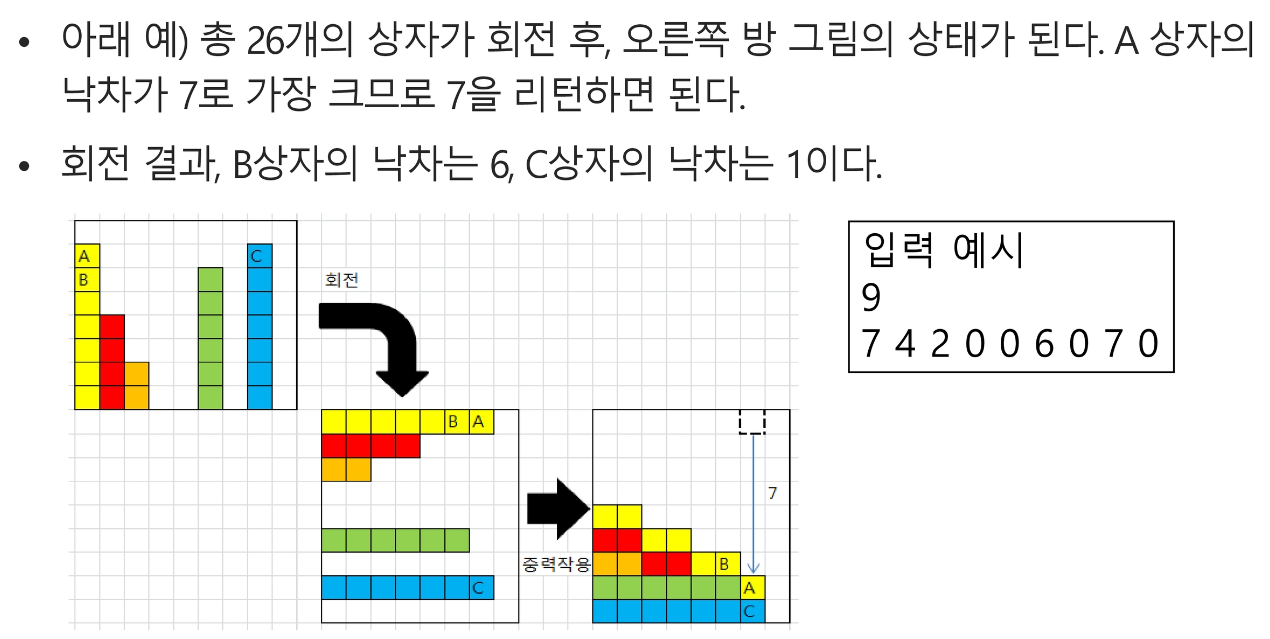 • 아래 예) 총 26개의 상자가 회전 후, 오른쪽 방 그림의 상태가 된다. A 상자의
낙차가 7로 가장 크므로 7을 리턴하면 된다.
• 회전 결과, B상자의 낙차는 6, C상자의 낙차는 1이다.
A
B
C
회전
입력 예시
9
7 4 2 0 0 6 0 7 0
B A
C
중력작용
7
B
A
C